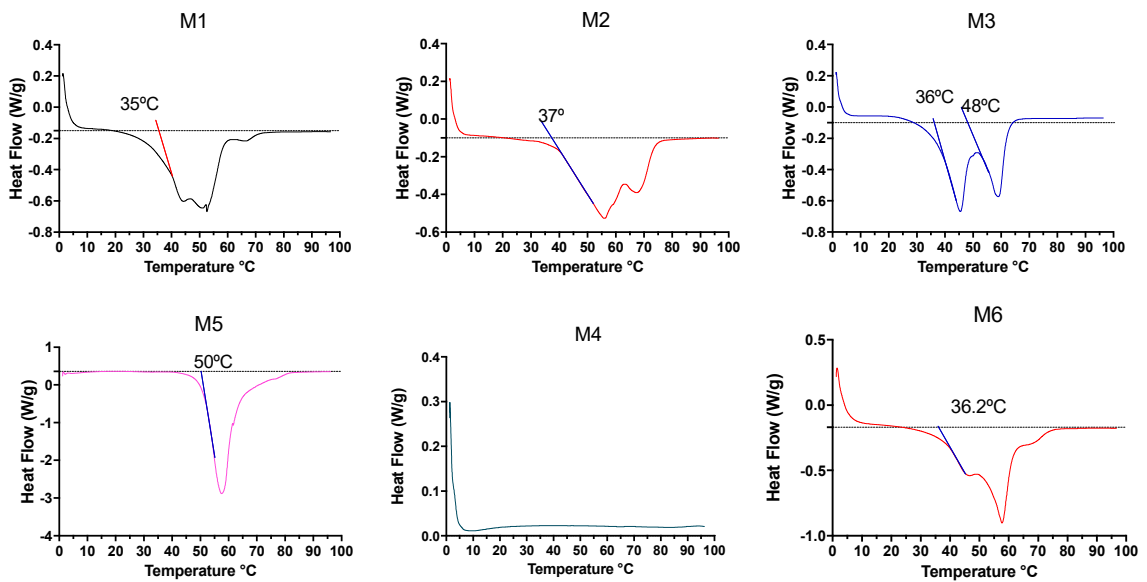 M1
Heat Flow (W/g)
0.4
0.2
0.0
-0.2
-0.4
-0.6
-0.8
35ºC
0 10 20 30 40 50 60 70 80 90 100
Temperature °C
M2
Heat Flow (W/g)
0.4
0.2
0.0
-0.2
-0.4
-0.6
37º
0 10 20 30 40 50 60 70 80 90 100
Temperature °C
M3
Heat Flow (W/g)
0.4
0.2
0.0
-0.2
-0.4
-0.6
-0.8
36ºC
48ºC
0 10 20 30 40 50 60 70 80 90 100
Temperature °C
M5
Heat Flow (W/g)
1
0
-1
-2
-3
-4
50ºC
0 10 20 30 40 50 60 70 80 90 100
Temperature °C
M4
Heat Flow (W/g)
0.4
0.3
0.2
0.1
0.0
0 10 20 30 40 50 60 70 80 90 100
Temperature °C
M6
Heat Flow (W/g)
0.5
0.0
-0.5
-1.0
36.2ºC
0 10 20 30 40 50 60 70 80 90 100
Temperature °C